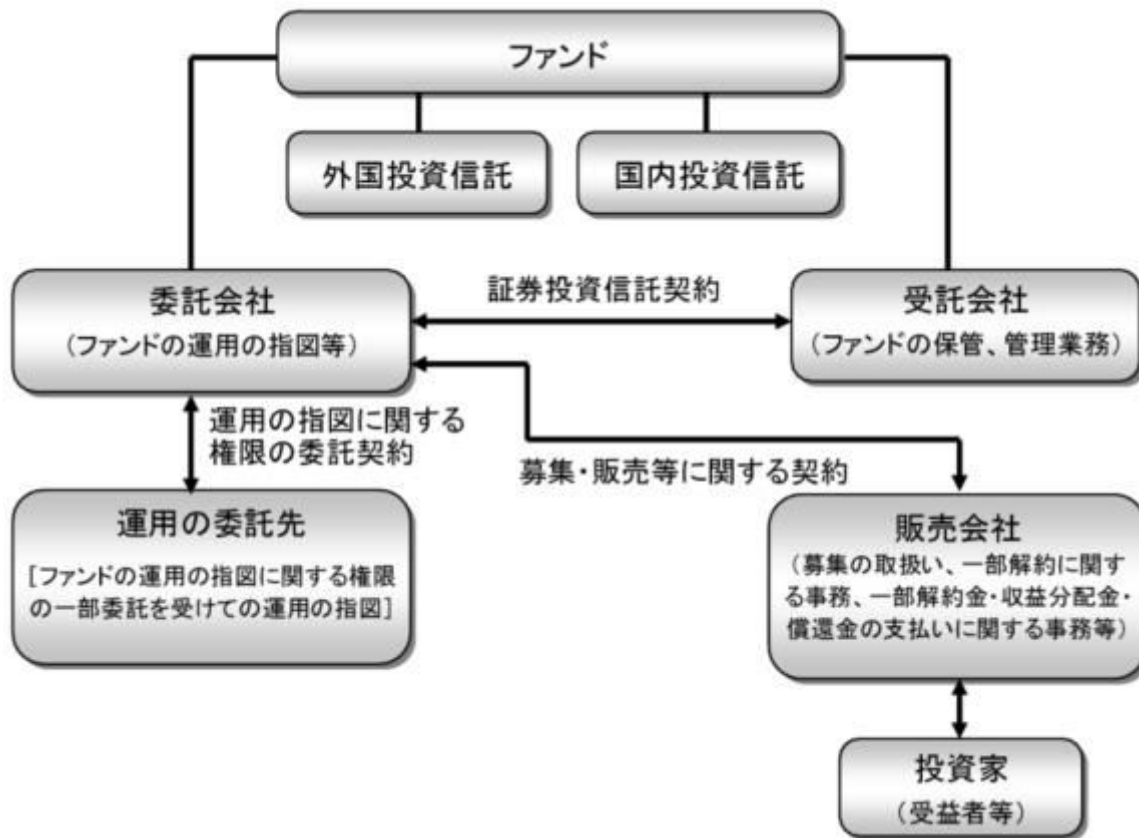 ファンド
外国投資信託
国内投資信託
委託会社
（ファンドの運用の指図等）
証券投資信託契約
受託会社
（ファンドの保管、管理業務）
運用の指図に関する
権限の委託契約
募集・販売等に関する契約
運用の委託先
［ファンドの運用の指図に関する権限
の一部委託を受けての運用の指図］
販売会社
（募集の取扱い、一部解約に関す
る事務、一部解約金・収益分配金・
償還金の支払いに関する事務等）
投資家
（受益者等）